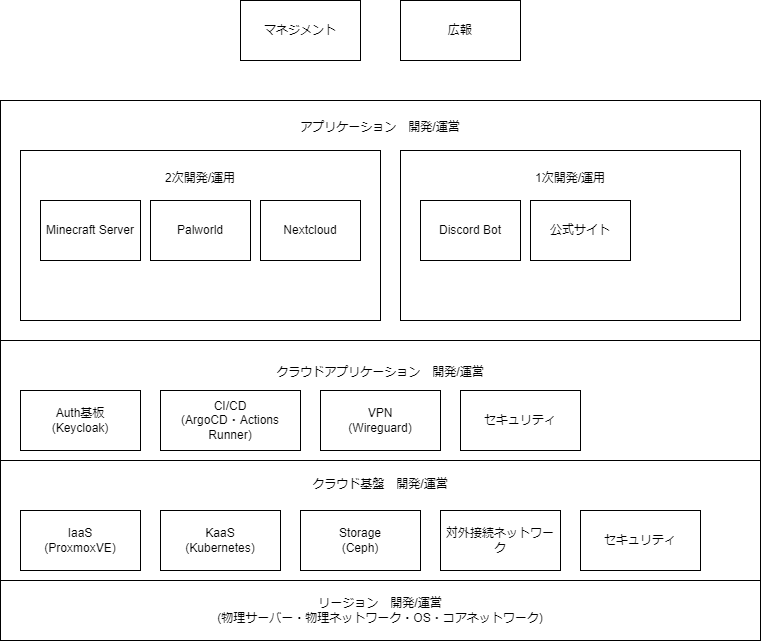 マネジメント
広報
アプリケーション　開発/運営
2次開発/運用
1次開発/運用
Minecraft Server
Palworld
Nextcloud
Discord Bot
公式サイト
クラウドアプリケーション　開発/運営
Auth基板
(Keycloak)
CI/CD
(ArgoCD・Actions
Runner)
VPN
(Wireguard)
セキュリティ
クラウド基盤　開発/運営
IaaS
(ProxmoxVE)
KaaS
(Kubernetes)
Storage
(Ceph)
対外接続ネットワー
ク
セキュリティ
リージョン　開発/運営
(物理サーバー・物理ネットワーク・OS・コアネットワーク)